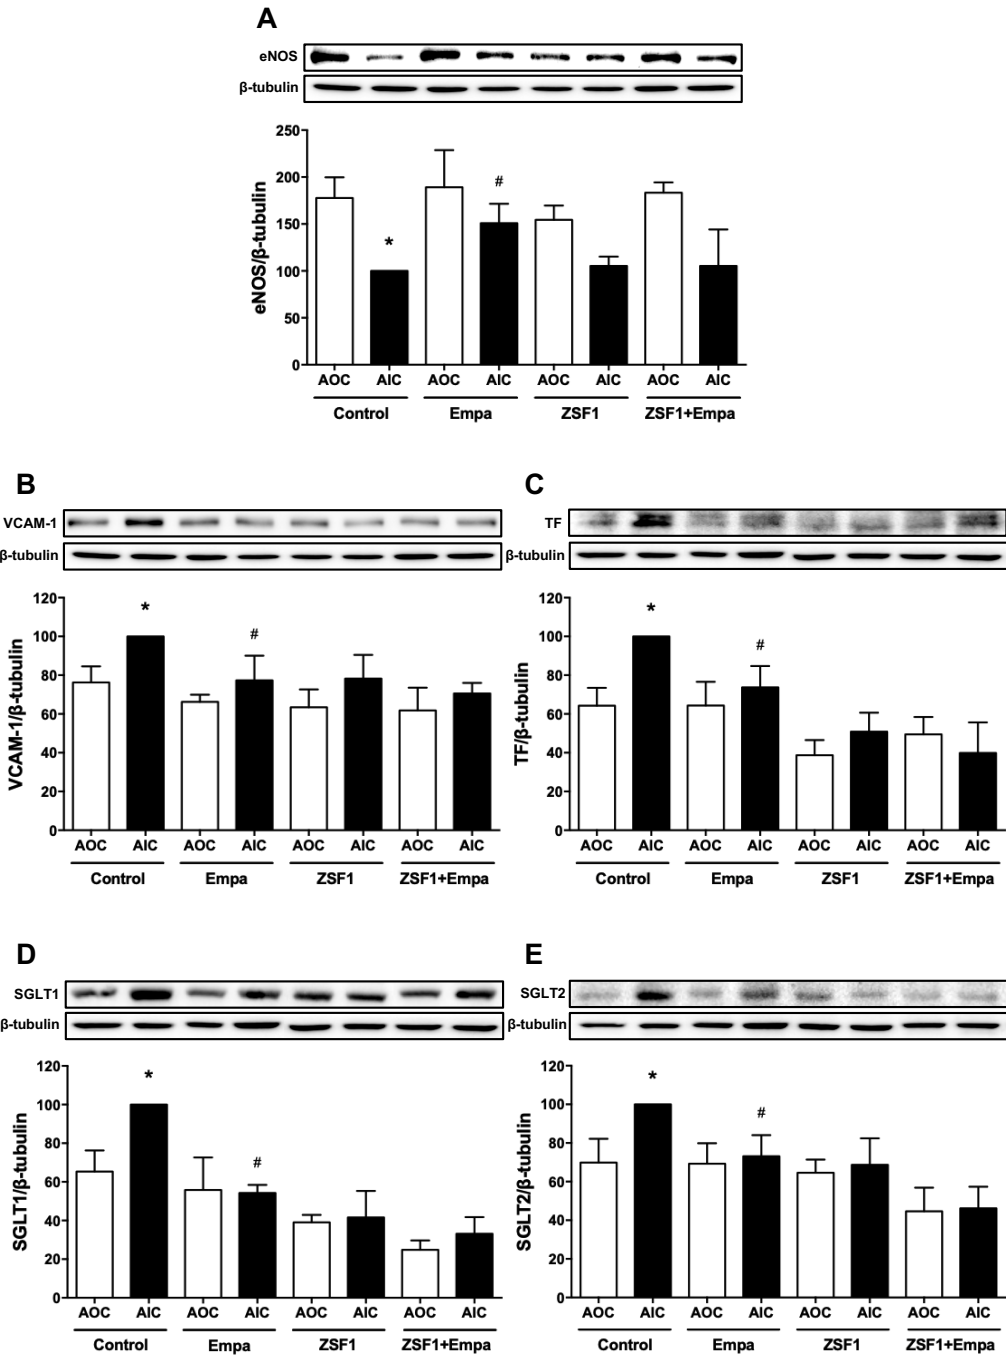 A
eNOS
β-tubulin
250
200
150
100
50
0
eNOS/β-tubulin
*
#
AOC AIC AOC AIC AOC AIC AOC AIC
Control Empa ZSF1 ZSF1+Empa
B
VCAM-1
β-tubulin
120
100
80
60
40
20
0
VCAM-1/β-tubulin
*
#
AOC AIC AOC AIC AOC AIC AOC AIC
Control Empa ZSF1 ZSF1+Empa
C
TF
β-tubulin
120
100
80
60
40
20
0
TF/β-tubulin
*
#
AOC AIC AOC AIC AOC AIC AOC AIC
Control Empa ZSF1 ZSF1+Empa
D
SGLT1
β-tubulin
120
100
80
60
40
20
0
SGLT1/β-tubulin
*
#
AOC AIC AOC AIC AOC AIC AOC AIC
Control Empa ZSF1 ZSF1+Empa
E
SGLT2
β-tubulin
120
100
80
60
40
20
0
SGLT2/β-tubulin
*
#
AOC AIC AOC AIC AOC AIC AOC AIC
Control Empa ZSF1 ZSF1+Empa